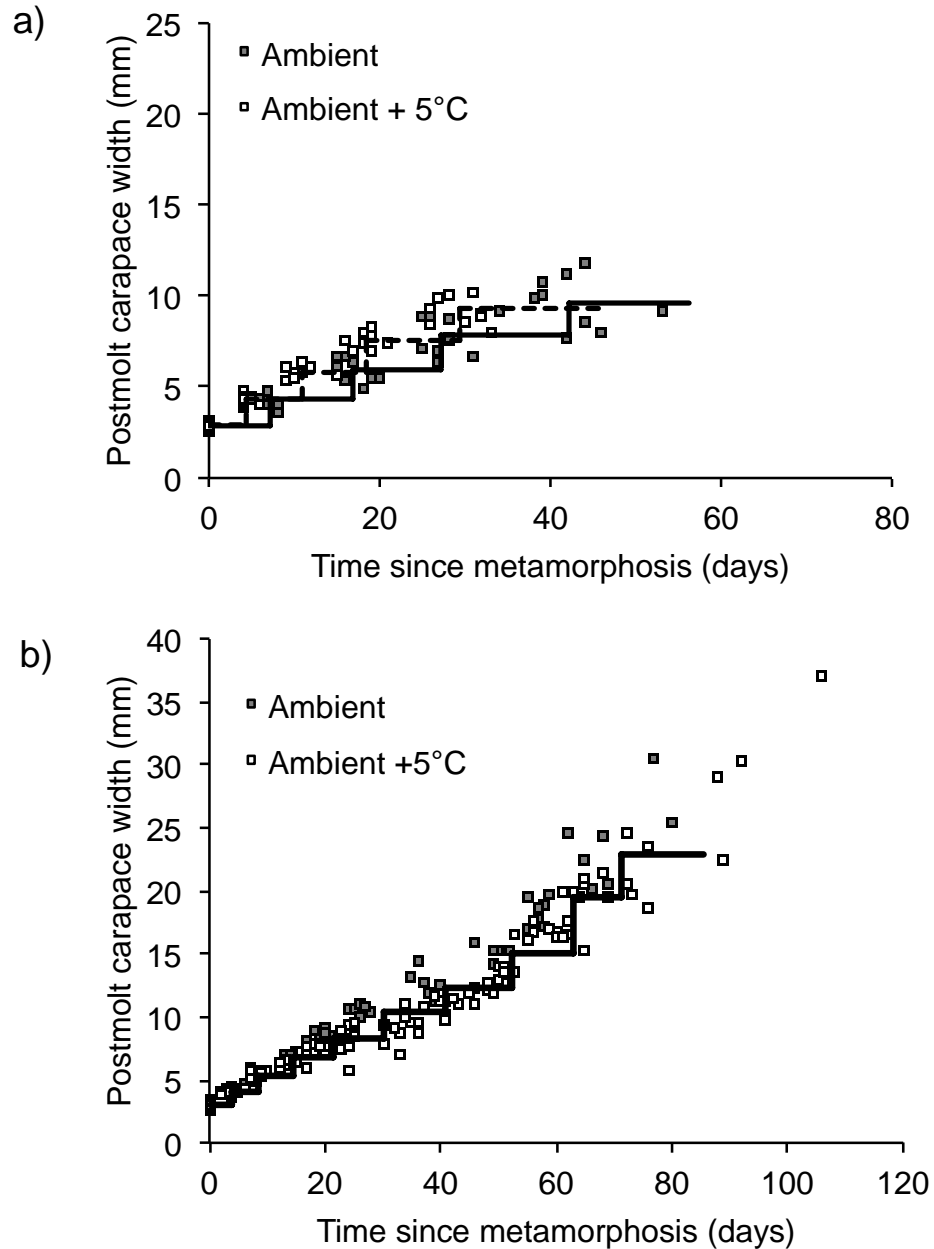 a)
Postmolt carapace width (mm)
25
20
15
10
5
0
Ambient
Ambient + 5°C
0 20 40 60 80
Time since metamorphosis (days)
b)
Postmolt carapace width (mm)
40
35
30
25
20
15
10
5
0
Ambient
Ambient +5°C
0 20 40 60 80 100 120
Time since metamorphosis (days)